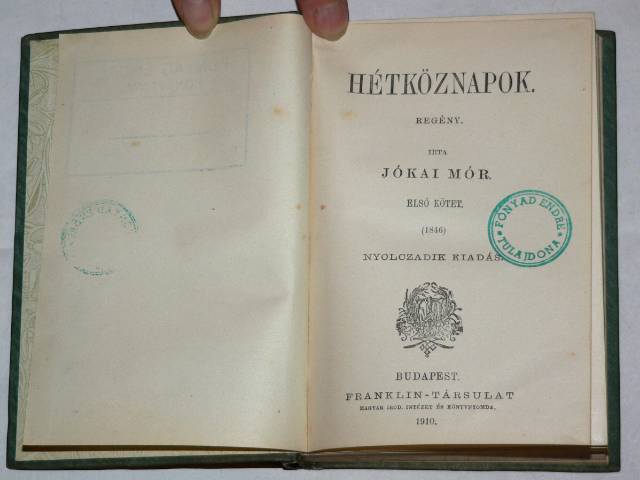 HÉTKÖZNAPOK.
REGÉNY.
IRTA
JÓKAI MÓR.
ELSŐ KÖTET.
(1846)
NYOLCZADIK KIADÁS.
FONYAD ENDRE
TULAJDONA
BUDAPEST.
FRANKLIN-TÁRSULAT
MAGYAR IROD. INTÉZET ÉS KÖNYVNYOMDA.
1910.